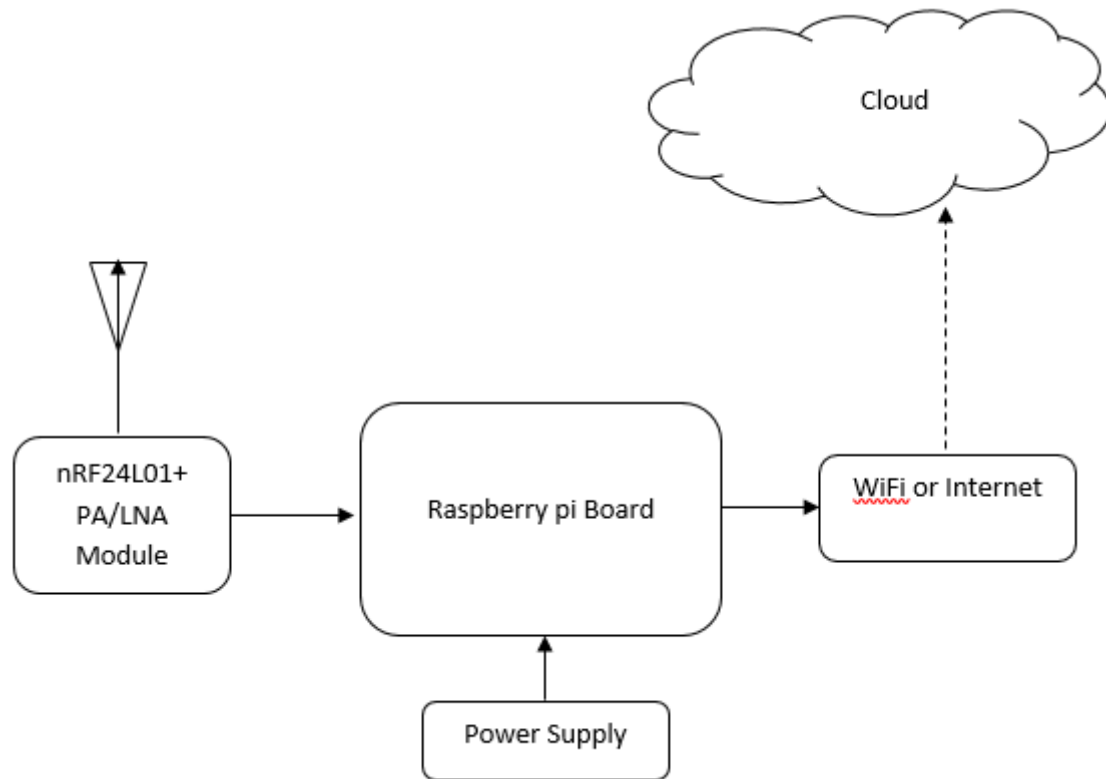 Cloud
nRF24L01+
PA/LNA
Module
Raspberry pi Board
WiFi or Internet
Power Supply